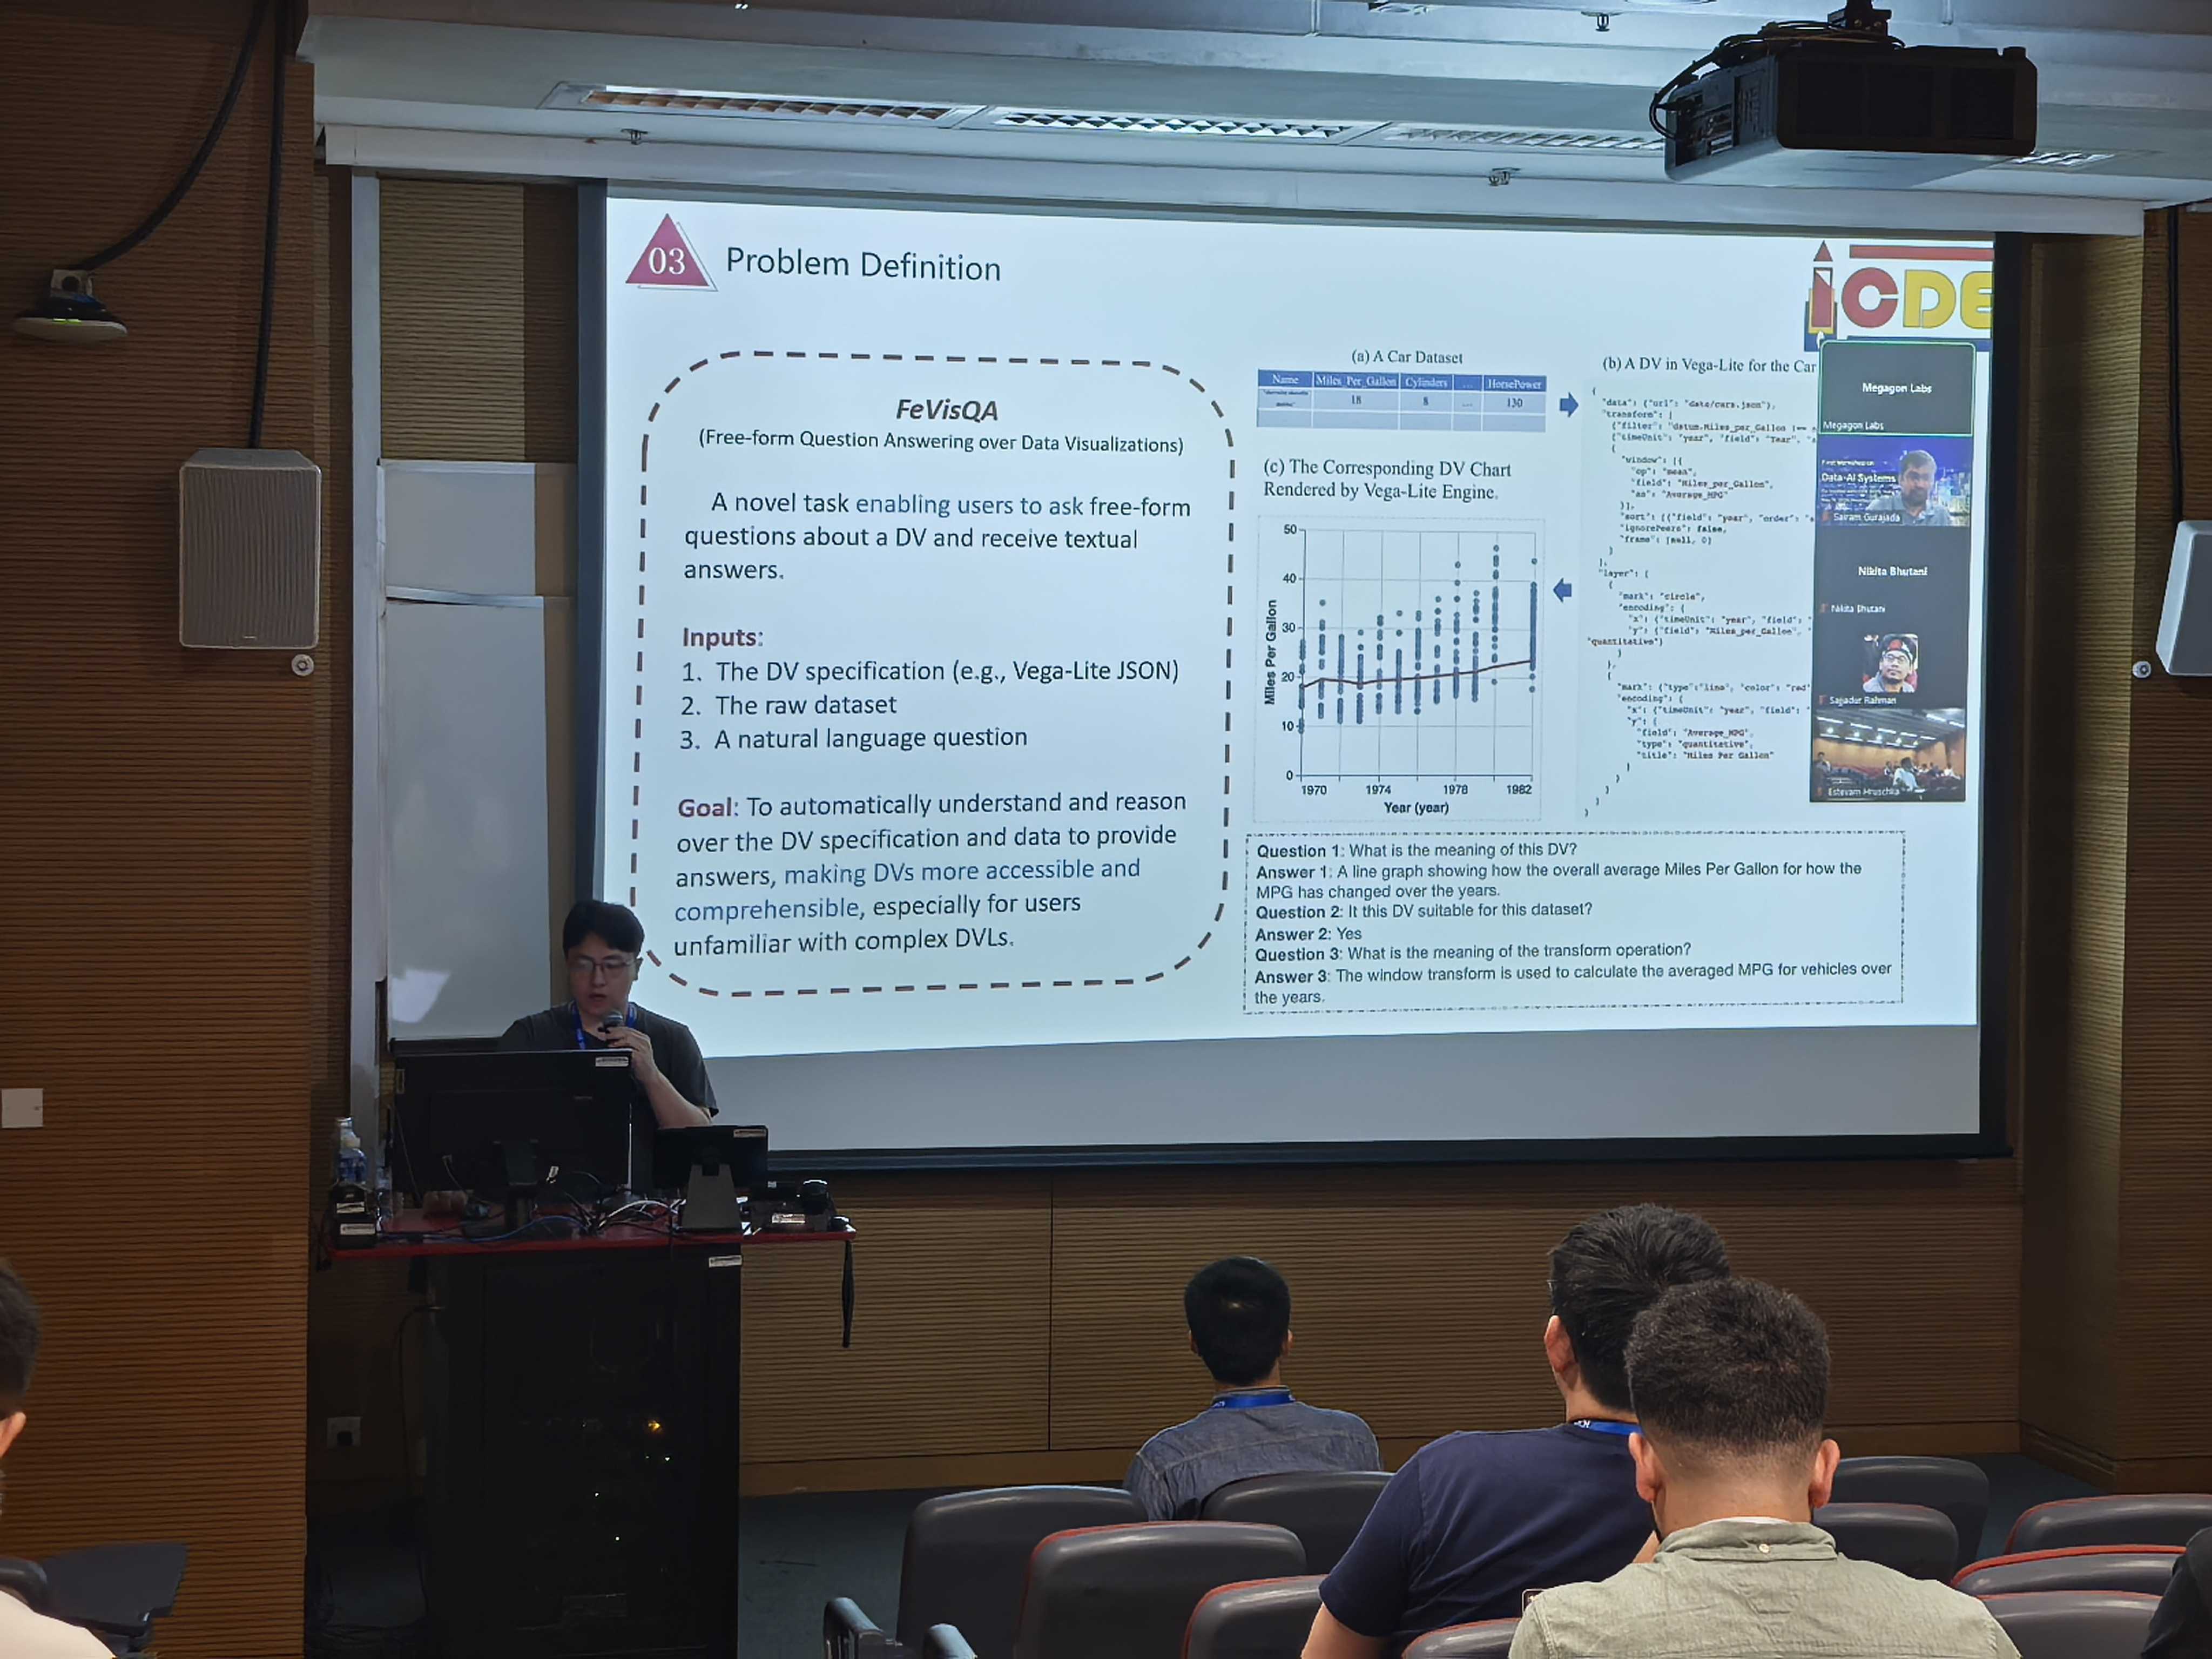 03
Problem Definition
ICDE
FeVisQA
(Free-form Question Answering over Data Visualizations)
A novel task enabling users to ask free-form
questions about a DV and receive textual
answers.
Inputs:
1. The DV specification (e.g., Vega-Lite JSON)
2. The raw dataset
3. A natural language question
Goal: To automatically understand and reason
over the DV specification and data to provide
answers, making DVs more accessible and
comprehensible, especially for users
unfamiliar with complex DVLs.
(a) A Car Dataset
Name Miles_Per_Gallon Cylinders ... HorsePower
18 8 .... 130
(c) The Corresponding DV Chart
Rendered by Vega-Lite Engine.
50
40
30
20
10
0
Miles Per Gallon
1970 1974 1978 1982
Year (year)
(b) A DV in Vega-Lite for the Car
{
"data": {"url": "data/cars.json"},
"transform": [
{"filter": "datum.Miles_per_Gallon !==
{"timeUnit": "year", "field": "Year",
{
"window": [{
"op": "mean",
"field": "Miles_per_Gallon",
"as": "Average_MPG"
}],
"sort": [{"field": "year", "order":
"ignorePeers": false,
"frame": [null, 0]
}
],
"layer": [
{
"mark": "circle",
"encoding": {
"x": {"timeUnit": "year", "field":
"y": {"field": "Miles_per_Gallon",
"quantitative"}
}
},
{
"mark": {"type": "line", "color": "red"
"encoding": {
"x": {"timeUnit": "year", "field":
"y": {
"field": "Average_MPG",
"type": "quantitative",
"title": "Miles Per Gallon"
}
}
}
]
}
Megagon Labs
Megagon Labs
Data-AI Systems
Sairam Gurajada
Nikita Bhutani
Nikita Bhutani
Sajjadur Rahman
Estevam Hruschka
Question 1: What is the meaning of this DV?
Answer 1: A line graph showing how the overall average Miles Per Gallon for how the
MPG has changed over the years.
Question 2: It this DV suitable for this dataset?
Answer 2: Yes
Question 3: What is the meaning of the transform operation?
Answer 3: The window transform is used to calculate the averaged MPG for vehicles over
the years.